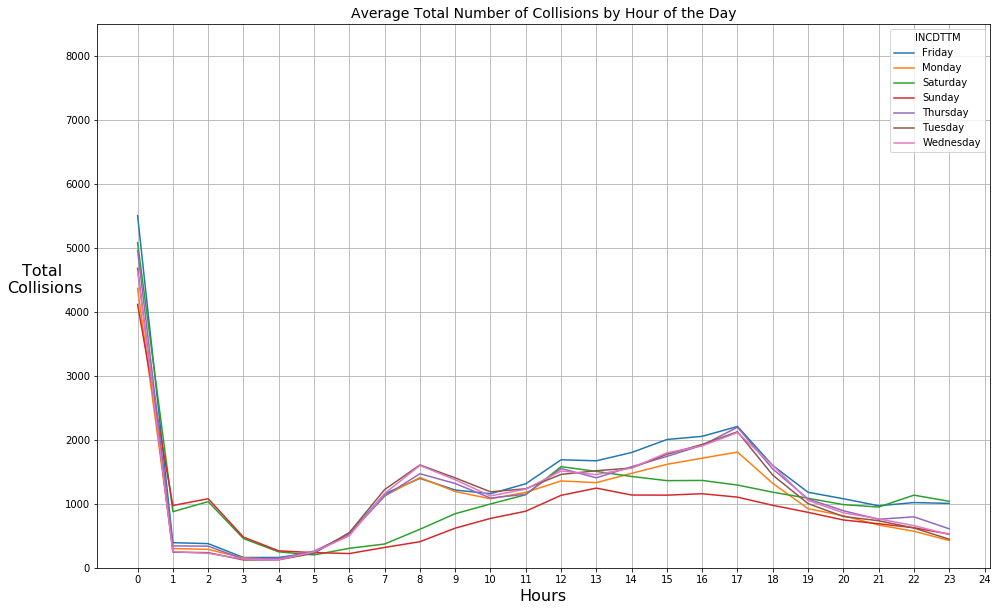 Average Total Number of Collisions by Hour of the Day
INCDTTM
Friday
Monday
Saturday
Sunday
Thursday
Tuesday
Wednesday
8000
7000
6000
5000
4000
3000
2000
1000
0
Total
Collisions
0 1 2 3 4 5 6 7 8 9 10 11 12 13 14 15 16 17 18 19 20 21 22 23 24
Hours